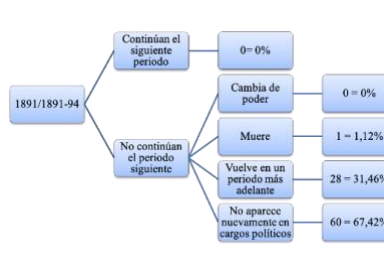 Continúan el
siguiente
periodo
0= 0%
1891/1891-94
Cambia de
poder
0 = 0%
Muere
1 = 1,12%
No continúan
el periodo
siguiente
Vuelve en un
periodo más
adelante
28 = 31,46%
No aparece
nuevamente en
cargos políticos
60 = 67,42%